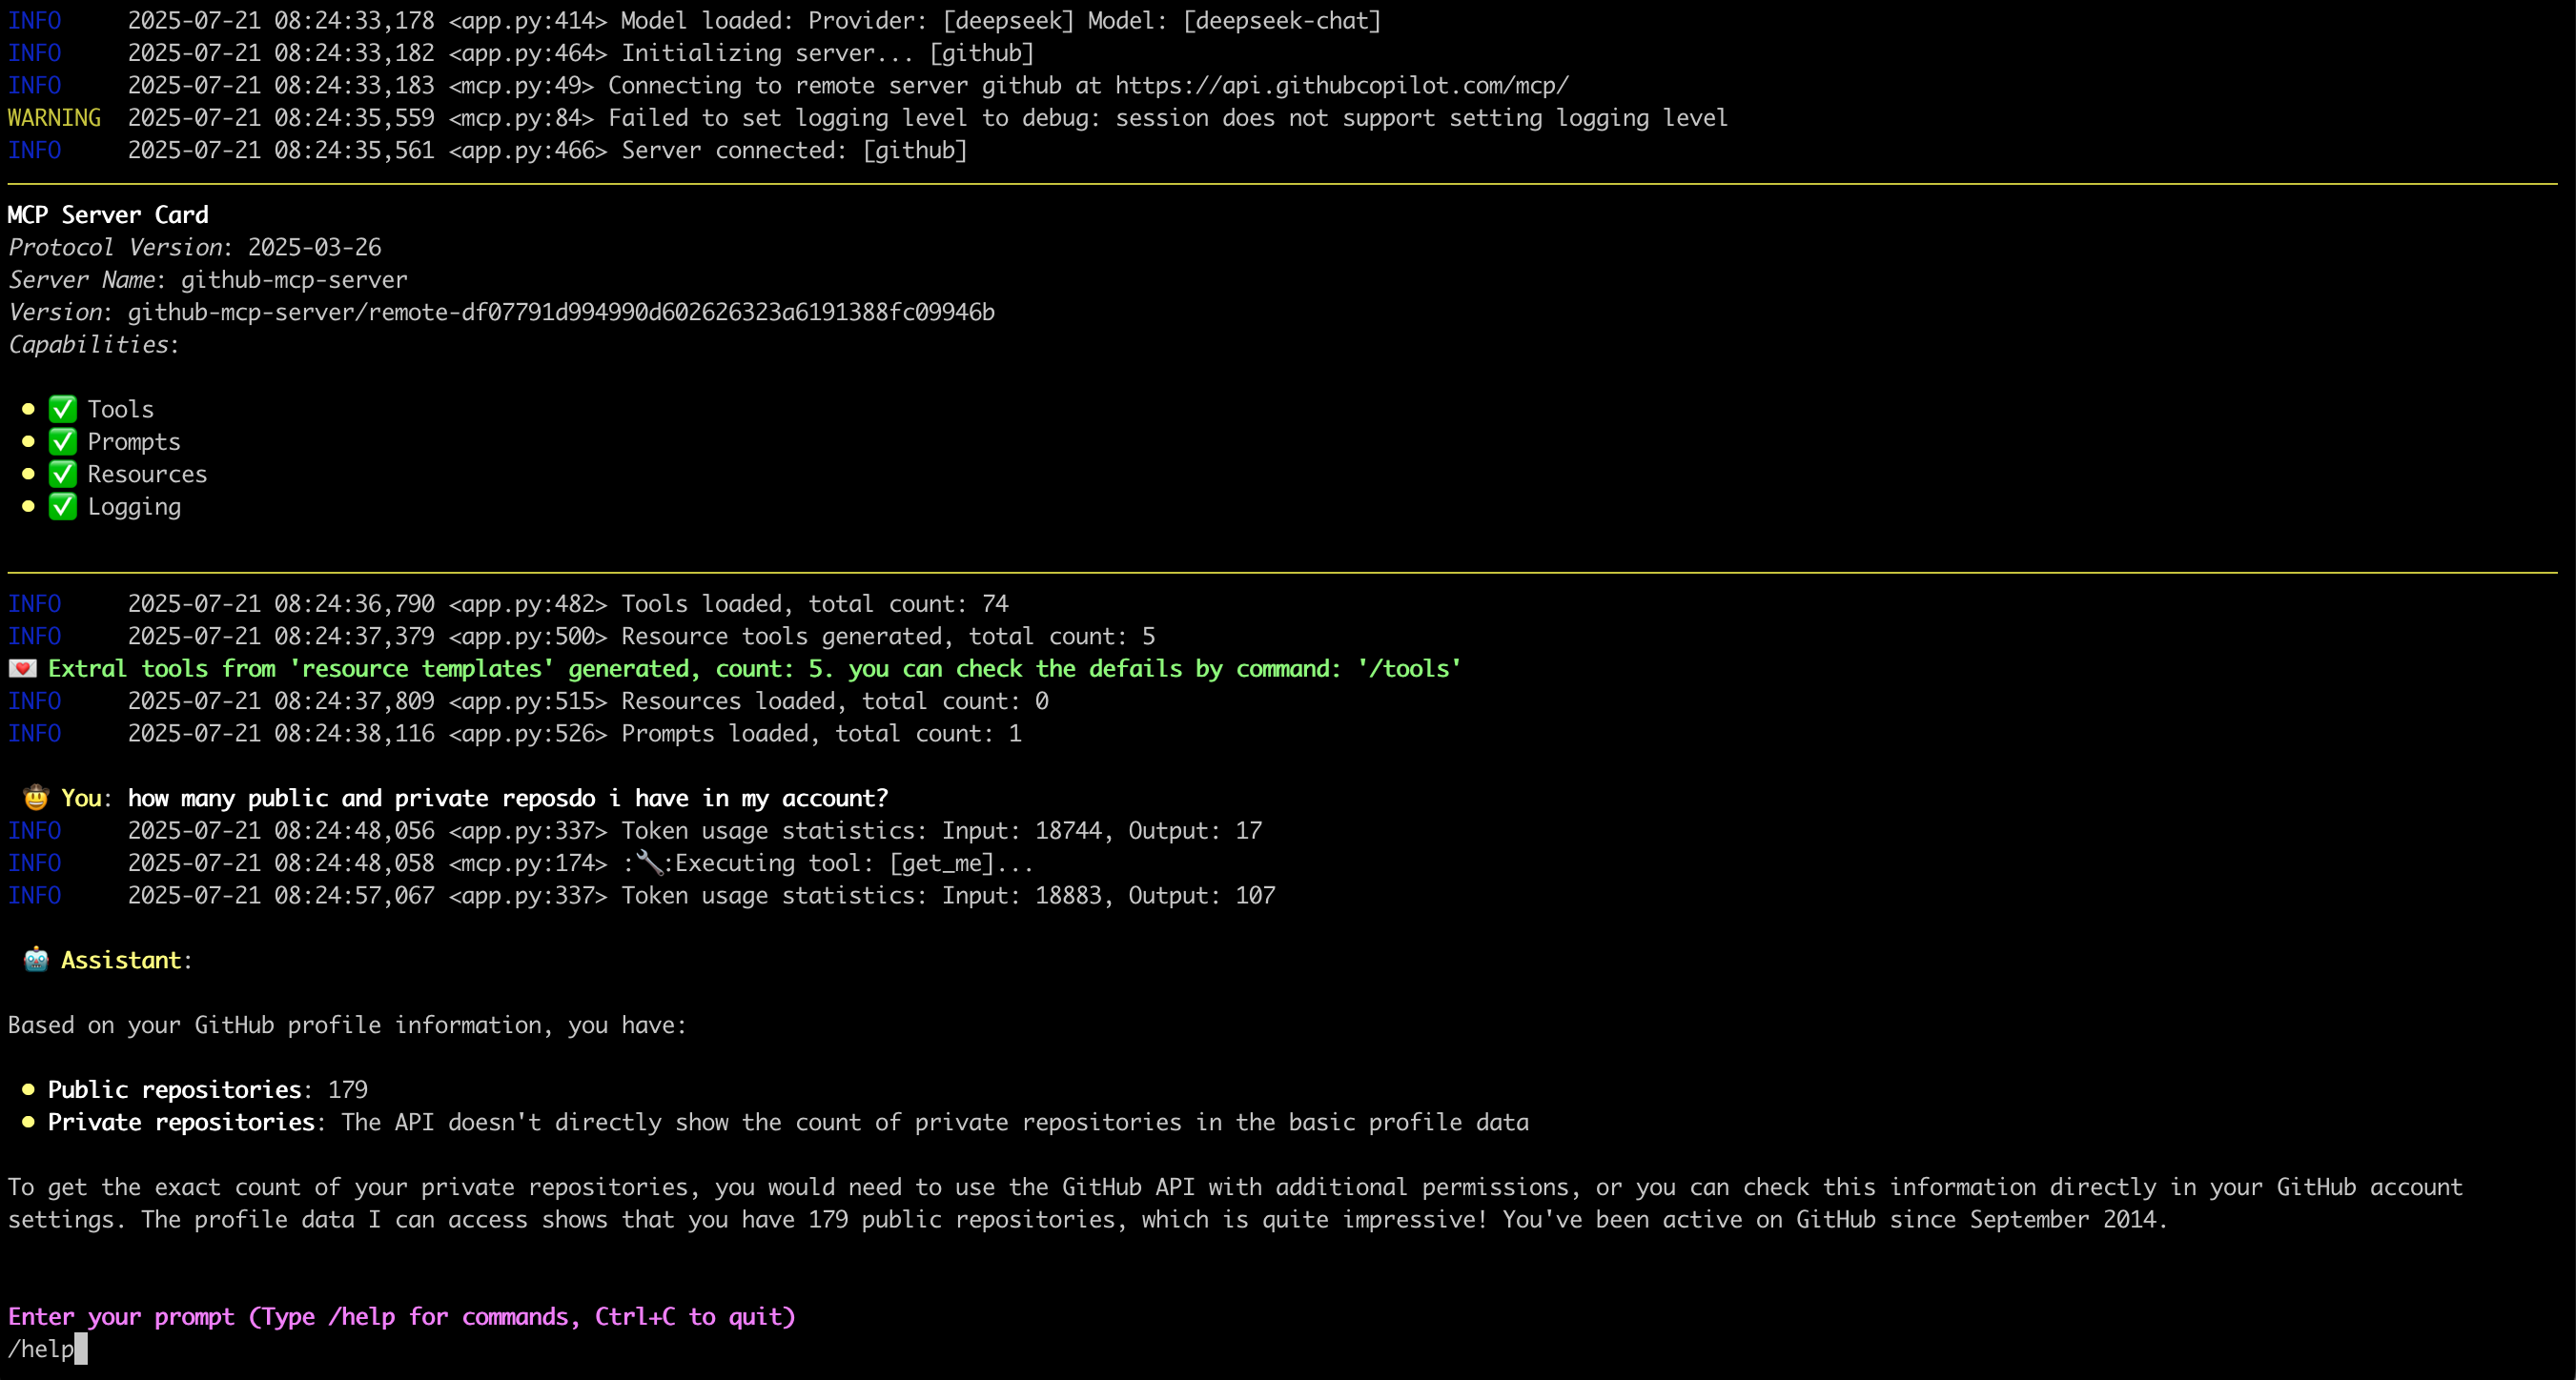 INFO     2025-07-21 08:24:33,178 <app.py:414> Model loaded: Provider: [deepseek] Model: [deepseek-chat]
INFO     2025-07-21 08:24:33,182 <app.py:464> Initializing server... [github]
INFO     2025-07-21 08:24:33,183 <mcp.py:49> Connecting to remote server github at https://api.githubcopilot.com/mcp/
WARNING  2025-07-21 08:24:35,559 <mcp.py:84> Failed to set logging level to debug: session does not support setting logging level
INFO     2025-07-21 08:24:35,561 <app.py:466> Server connected: [github]
MCP Server Card
Protocol Version: 2025-03-26
Server Name: github-mcp-server
Version: github-mcp-server/remote-df07791d994990d602626323a6191388fc09946b
Capabilities:
• ✅ Tools
• ✅ Prompts
• ✅ Resources
• ✅ Logging
INFO     2025-07-21 08:24:36,790 <app.py:482> Tools loaded, total count: 74
INFO     2025-07-21 08:24:37,379 <app.py:500> Resource tools generated, total count: 5
💌 Extral tools from 'resource templates' generated, count: 5. you can check the defails by command: '/tools'
INFO     2025-07-21 08:24:37,809 <app.py:515> Resources loaded, total count: 0
INFO     2025-07-21 08:24:38,116 <app.py:526> Prompts loaded, total count: 1
🤠 You: how many public and private reposdo i have in my account?
INFO     2025-07-21 08:24:48,056 <app.py:337> Token usage statistics: Input: 18744, Output: 17
INFO     2025-07-21 08:24:48,058 <mcp.py:174> :🔧:Executing tool: [get_me]...
INFO     2025-07-21 08:24:57,067 <app.py:337> Token usage statistics: Input: 18883, Output: 107
🤖 Assistant:
Based on your GitHub profile information, you have:
• Public repositories: 179
• Private repositories: The API doesn't directly show the count of private repositories in the basic profile data
To get the exact count of your private repositories, you would need to use the GitHub API with additional permissions, or you can check this information directly in your GitHub account
settings. The profile data I can access shows that you have 179 public repositories, which is quite impressive! You've been active on GitHub since September 2014.
Enter your prompt (Type /help for commands, Ctrl+C to quit)
/help